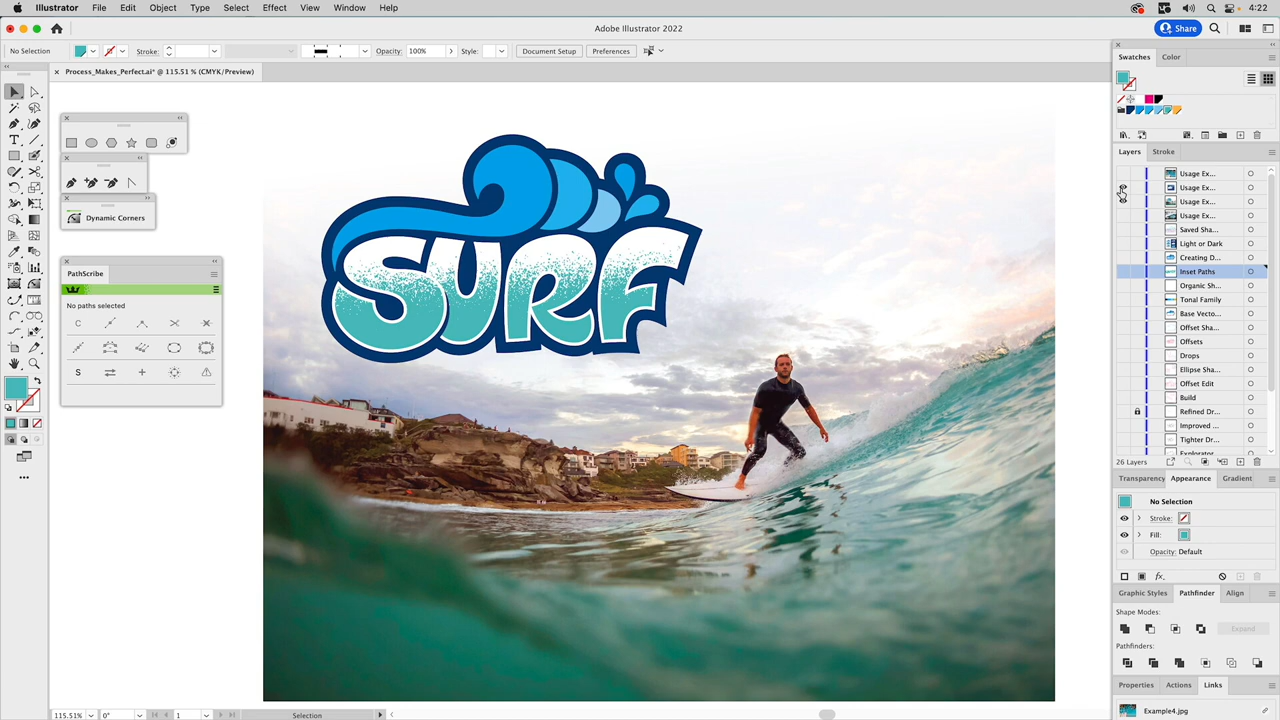 Illustrator File Edit Object Type Select Effect View Window Help 4:22
Adobe Illustrator 2022
Share
No Selection Stroke: Opacity: 100% Style: Document Setup Preferences
× Process_Makes_Perfect.ai* @ 115.51 % (CMYK/Preview)
Swatches Color
Dynamic Corners
PathScribe
No paths selected
SURF
Layers Stroke
Usage Ex...
Usage Ex...
Usage Ex...
Usage Ex...
Saved Sha...
Light or Dark
Creating D...
Inset Paths
Organic Sh...
Tonal Family
Base Vecto...
Offset Sha...
Offsets
Drops
Ellipse Sha...
Offset Edit
Build
Refined Dr...
Improved ...
Tighter Dr...
26 Layers
Transparency Appearance Gradient
No Selection
Stroke:
Fill:
Opacity: Default
fx.
Graphic Styles Pathfinder Align
Shape Modes:
Expand
Pathfinders:
Properties Actions Links
Example4.jpg
115.51% 0° 1 Selection